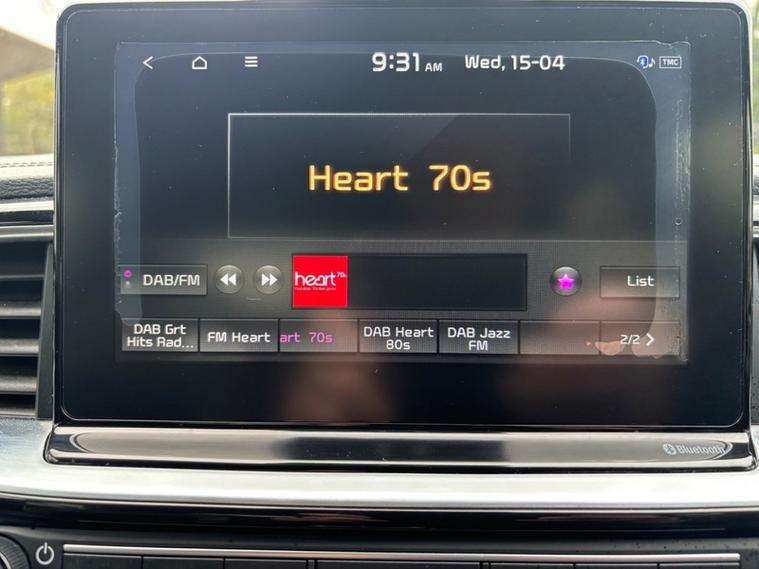 9:31 AM Wed, 15-04 TMC
Heart 70s
DAB/FM
heart 70s
List
DAB Grt
Hits Rad...
FM Heart
art 70s
DAB Heart
80s
DAB Jazz
FM
2/2
Bluetooth